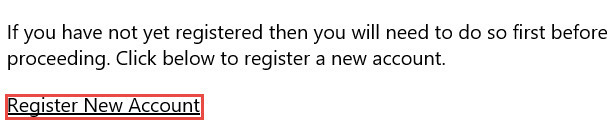 If you have not yet registered then you will need to do so first before
proceeding. Click below to register a new account.
Register New Account